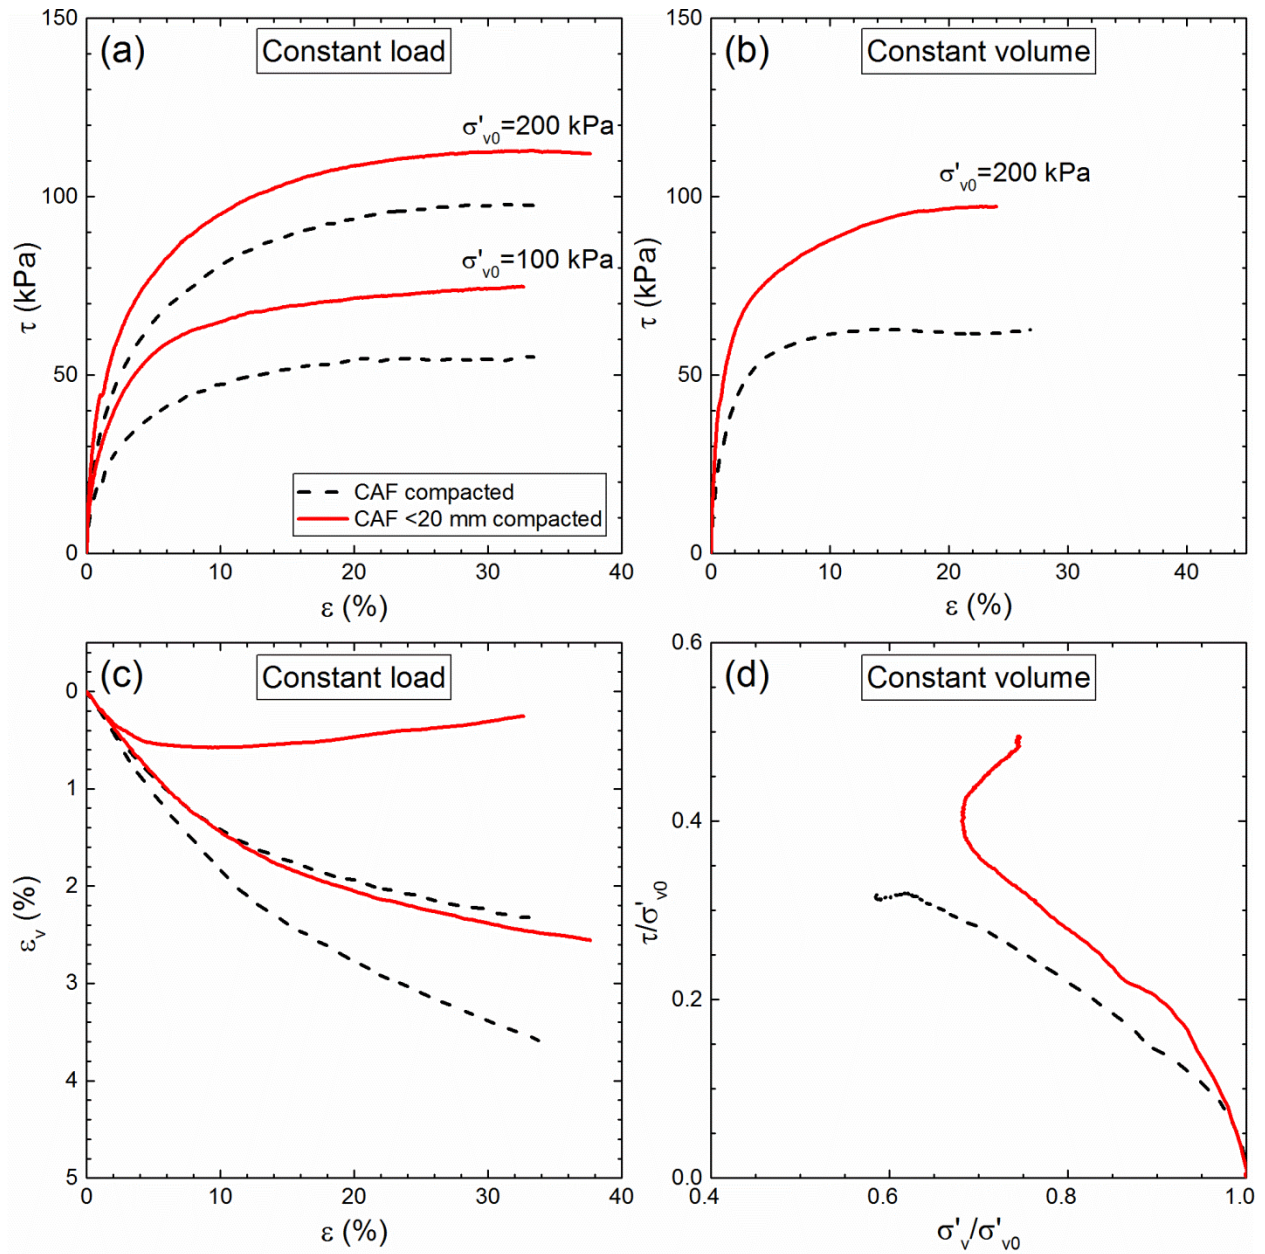 (a)
Constant load
150
100
50
0
τ (kPa)
σ'v0=200 kPa
σ'v0=100 kPa
CAF compacted
CAF <20 mm compacted
0 10 20 30 40
ε (%)
(b)
Constant volume
150
100
50
0
τ (kPa)
σ'v0=200 kPa
0 10 20 30 40
ε (%)
(c)
Constant load
0
1
2
3
4
5
εv (%)
0 10 20 30 40
ε (%)
(d)
Constant volume
0.6
0.4
0.2
0.0
τ/σ'v0
0.4 0.6 0.8 1.0
σ'v/σ'v0